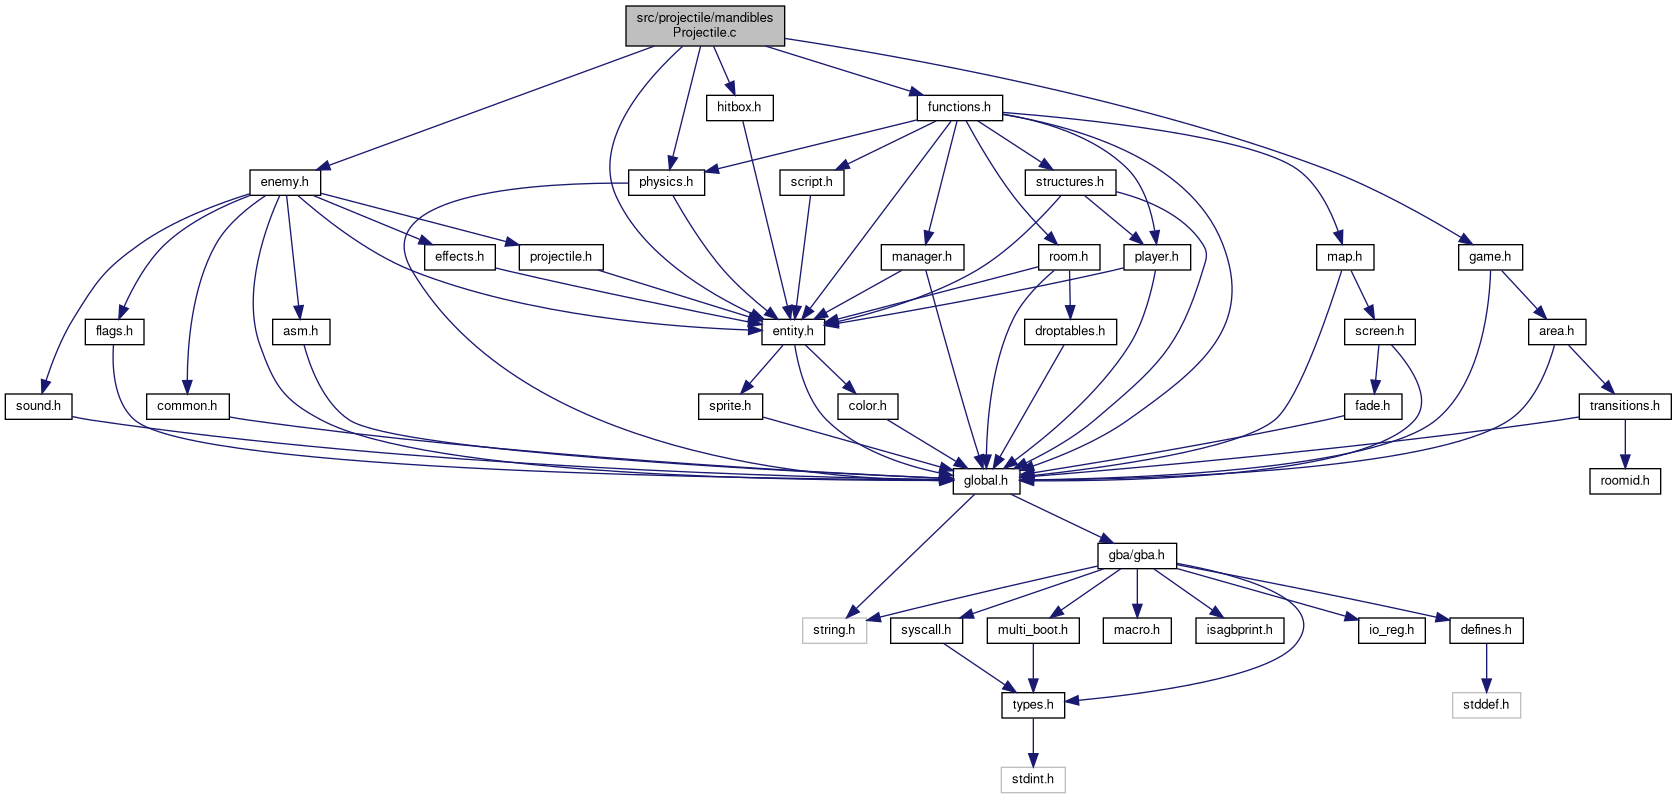 src/projectile/mandibles
Projectile.c
hitbox.h
functions.h
enemy.h
physics.h
script.h
structures.h
effects.h
projectile.h
manager.h
room.h
player.h
map.h
game.h
flags.h
asm.h
entity.h
droptables.h
screen.h
area.h
sound.h
common.h
sprite.h
color.h
fade.h
transitions.h
global.h
roomid.h
gba/gba.h
string.h
syscall.h
multi_boot.h
macro.h
isagbprint.h
io_reg.h
defines.h
types.h
stddef.h
stdint.h